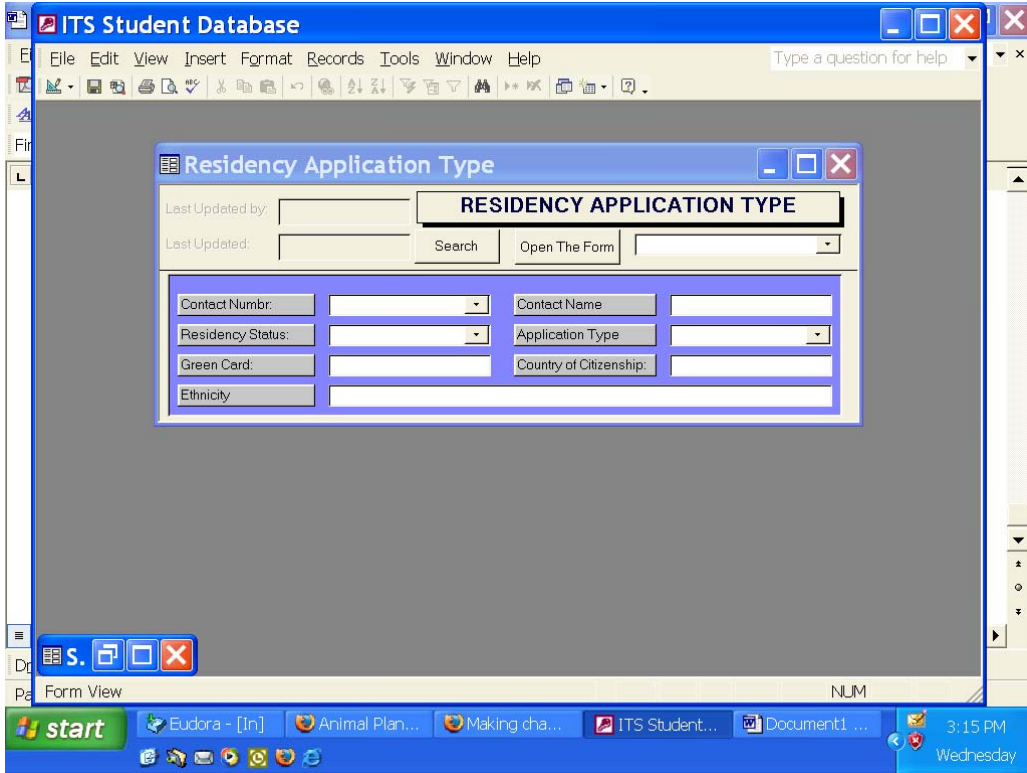 ITS Student Database
File Edit View Insert Format Records Tools Window Help
Type a question for help
Residency Application Type
Last Updated by:
RESIDENCY APPLICATION TYPE
Last Updated:
Search
Open The Form
Contact Numbr:
Contact Name
Residency Status:
Application Type
Green Card:
Country of Citizenship:
Ethnicity
S.
Form View
NUM
start
Eudora - [In]
Animal Plan...
Making cha...
ITS Student...
Document1 ...
3:15 PM
Wednesday